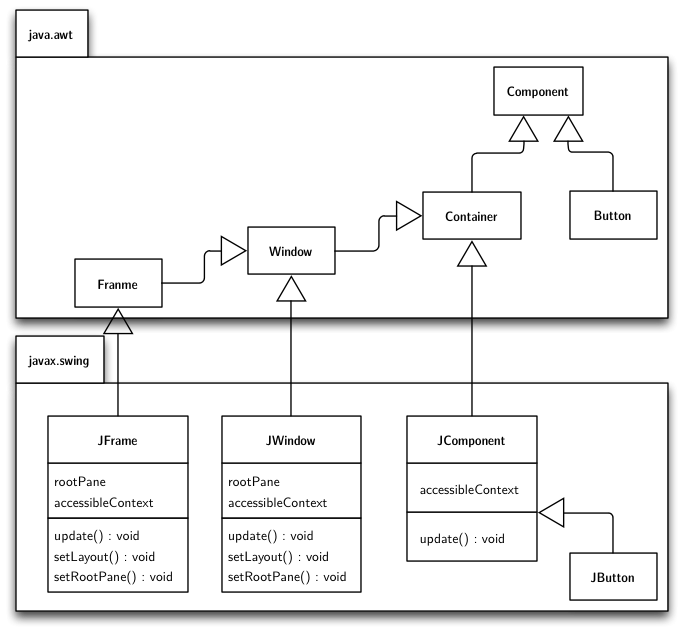 java.awt
Component
Container
Button
Window
Franme
javax.swing
JFrame
rootPane
accessibleContext
update() : void
setLayout() : void
setRootPane() : void
JWindow
rootPane
accessibleContext
update() : void
setLayout() : void
setRootPane() : void
JComponent
accessibleContext
update() : void
JButton